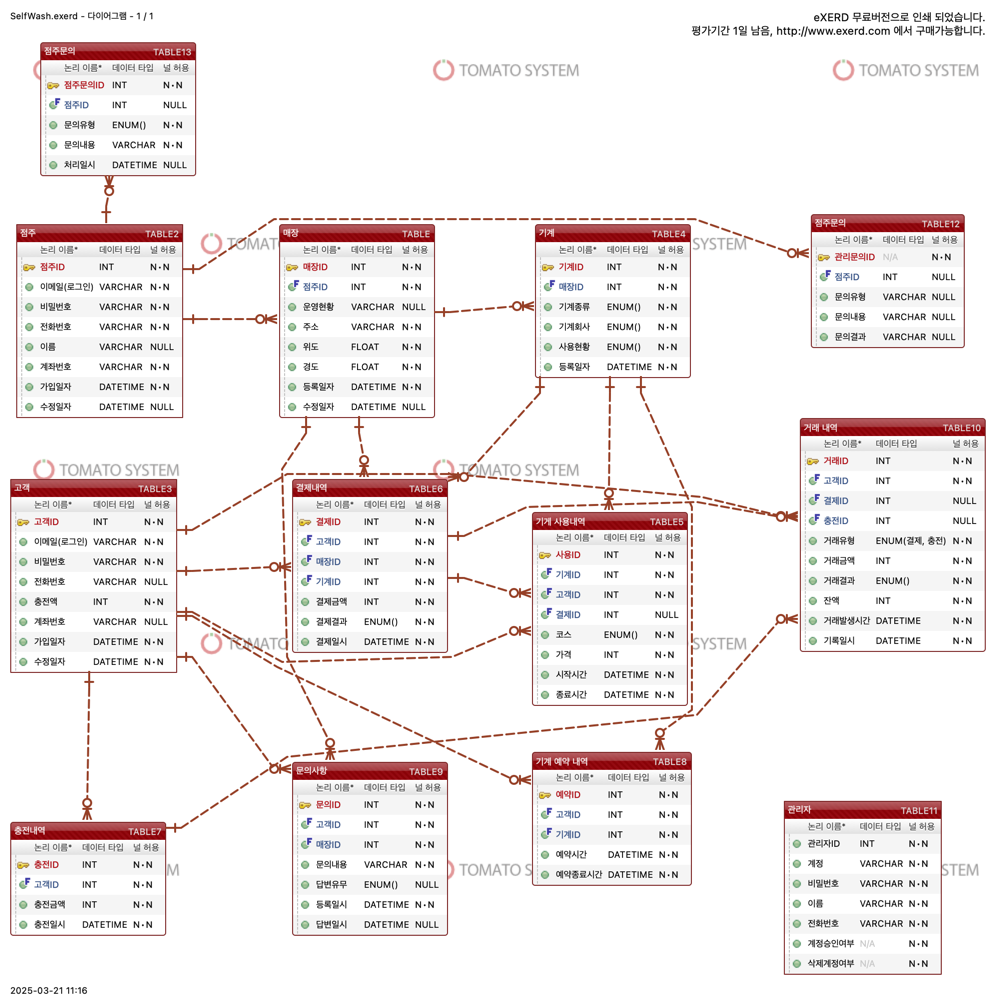 SelfWash.exerd - 다이어그램 - 1 / 1
eXERD 무료버전으로 인쇄 되었습니다.
평가기간 1일 남음, http://www.exerd.com 에서 구매가능합니다.
TOMATO SYSTEM
TOMATO SYSTEM
점주문의 TABLE13
논리 이름* 데이터 타입 널 허용
점주문의ID INT N•N
점주ID INT NULL
문의유형 ENUM() N•N
문의내용 VARCHAR N•N
처리일시 DATETIME NULL
점주 TABLE2
논리 이름* 데이터 타입 널 허용
점주ID INT N•N
이메일(로그인) VARCHAR N•N
비밀번호 VARCHAR N•N
전화번호 VARCHAR N•N
이름 VARCHAR NULL
계좌번호 VARCHAR N•N
가입일자 DATETIME N•N
수정일자 DATETIME NULL
매장 TABLE
논리 이름* 데이터 타입 널 허용
매장ID INT N•N
점주ID INT N•N
운영현황 VARCHAR NULL
주소 VARCHAR N•N
위도 FLOAT N•N
경도 FLOAT N•N
등록일자 DATETIME N•N
수정일자 DATETIME NULL
기계 TABLE4
논리 이름* 데이터 타입 널 허용
기계ID INT N•N
매장ID INT N•N
기계종류 ENUM() N•N
기계회사 ENUM() N•N
사용현황 ENUM() N•N
등록일자 DATETIME N•N
점주문의 TABLE12
논리 이름* 데이터 타입 널 허용
관리문의ID N/A N•N
점주ID INT NULL
문의유형 VARCHAR NULL
문의내용 VARCHAR NULL
문의결과 VARCHAR NULL
TOMATO SYSTEM
TOMATO SYSTEM
고객 TABLE3
논리 이름* 데이터 타입 널 허용
고객ID INT N•N
이메일(로그인) VARCHAR N•N
비밀번호 VARCHAR N•N
전화번호 VARCHAR NULL
충전액 INT N•N
계좌번호 VARCHAR NULL
가입일자 DATETIME N•N
수정일자 DATETIME N•N
결제내역 TABLE6
논리 이름* 데이터 타입 널 허용
결제ID INT N•N
고객ID INT N•N
매장ID INT N•N
기계ID INT N•N
결제금액 INT N•N
결제결과 ENUM() N•N
결제일시 DATETIME N•N
기계 사용내역 TABLE5
논리 이름* 데이터 타입 널 허용
사용ID INT N•N
기계ID INT N•N
고객ID INT N•N
결제ID INT NULL
코스 ENUM() N•N
가격 INT N•N
시작시간 DATETIME N•N
종료시간 DATETIME N•N
거래 내역 TABLE10
논리 이름* 데이터 타입 널 허용
거래ID INT N•N
고객ID INT N•N
결제ID INT NULL
충전ID INT NULL
거래유형 ENUM(결제, 충전) N•N
거래금액 INT N•N
거래결과 ENUM() N•N
잔액 INT N•N
거래발생시간 DATETIME N•N
기록일시 DATETIME N•N
충전내역 TABLE7
논리 이름* 데이터 타입 널 허용
충전ID INT N•N
고객ID INT N•N
충전금액 INT N•N
충전일시 DATETIME N•N
문의사항 TABLE9
논리 이름* 데이터 타입 널 허용
문의ID INT N•N
고객ID INT N•N
매장ID INT N•N
문의내용 VARCHAR N•N
답변유무 ENUM() NULL
등록일시 DATETIME N•N
답변일시 DATETIME NULL
기계 예약 내역 TABLE8
논리 이름* 데이터 타입 널 허용
예약ID INT N•N
고객ID INT N•N
기계ID INT N•N
예약시간 DATETIME N•N
예약종료시간 DATETIME N•N
관리자 TABLE11
논리 이름* 데이터 타입 널 허용
관리자ID INT N•N
계정 VARCHAR N•N
비밀번호 VARCHAR N•N
이름 VARCHAR N•N
전화번호 VARCHAR N•N
계정승인여부 N/A N•N
삭제계정여부 N/A N•N
2025-03-21 11:16